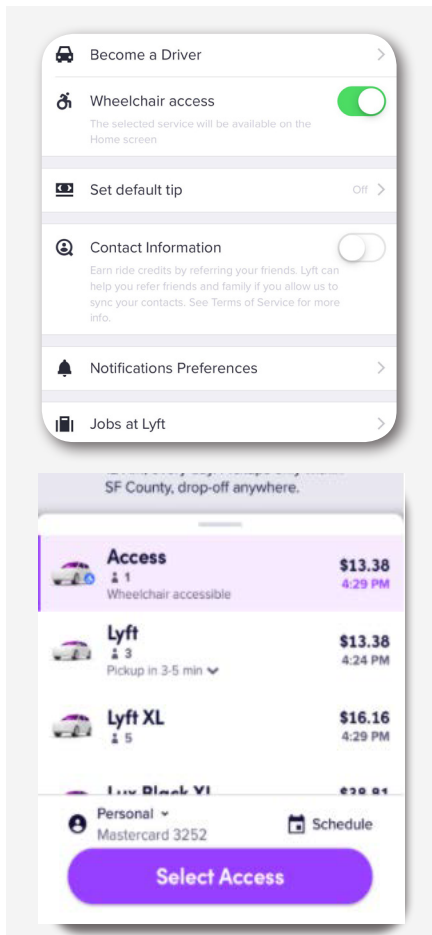 Become a Driver
Wheelchair access
The selected service will be available on the
Home screen
Set default tip
Off
Contact Information
Earn ride credits by referring your friends. Lyft can
help you refer friends and family if you allow us to
sync your contacts. See Terms of Service for more
info.
Notifications Preferences
Jobs at Lyft
SF County, drop-off anywhere.
Access
$13.38
1
4:29 PM
Wheelchair accessible
Lyft
$13.38
3
4:24 PM
Pickup in 3-5 min
Lyft XL
$16.16
5
4:29 PM
Lux Black XL
Personal
Mastercard 3252
Schedule
Select Access